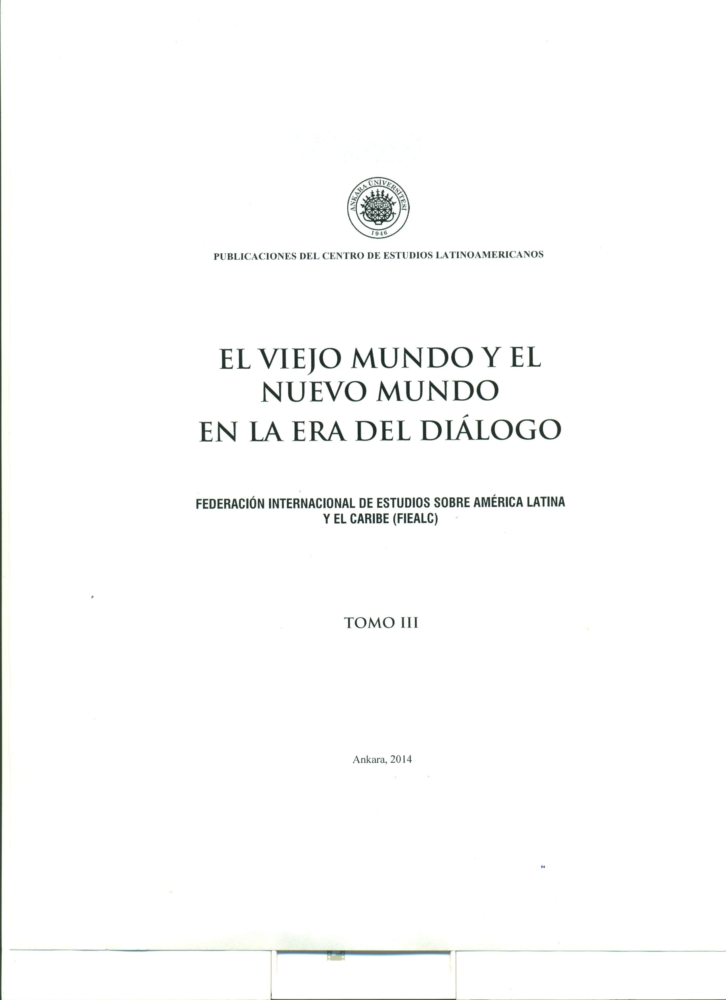 ANKARA ÜNİVERSİTESİ
1946
PUBLICACIONES DEL CENTRO DE ESTUDIOS LATINOAMERICANOS
EL VIEJO MUNDO Y EL
NUEVO MUNDO
EN LA ERA DEL DIÁLOGO
FEDERACIÓN INTERNACIONAL DE ESTUDIOS SOBRE AMÉRICA LATINA
Y EL CARIBE (FIEALC)
TOMO III
Ankara, 2014